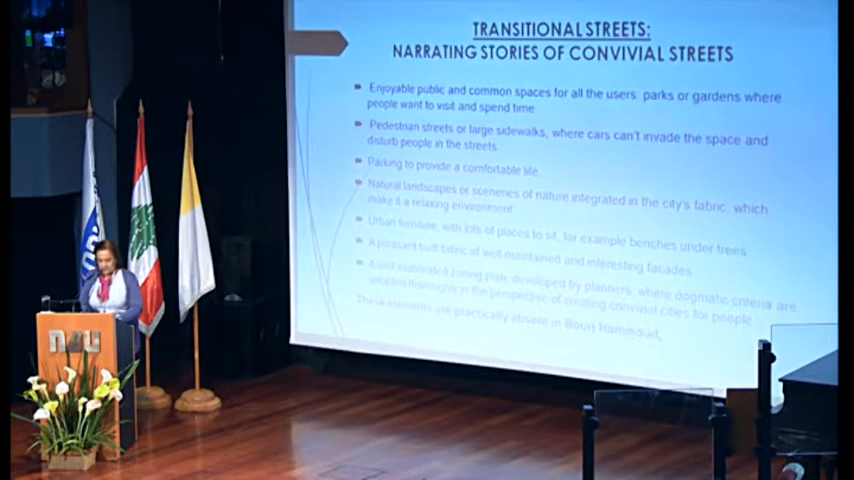 TRANSITIONAL STREETS:
NARRATING STORIES OF CONVIVIAL STREETS
Enjoyable public and common spaces for all the users: parks or gardens where
people want to visit and spend time
Pedestrian streets or large sidewalks, where cars can't invade the space and
disturb people in the streets
Parking to provide a comfortable life.
Natural landscapes or sceneries of nature integrated in the city's fabric, which
make it a relaxing environment
Urban furniture, with lots of places to sit, for example benches under trees.
A pleasant built fabric of well-maintained and interesting facades
A well elaborated zoning plan, developed by planners, where dogmatic criteria are
adopted thoroughly in the perspective of creating convivial cities for people
These elements are practically absent in Bourj Hammoud,
NDU